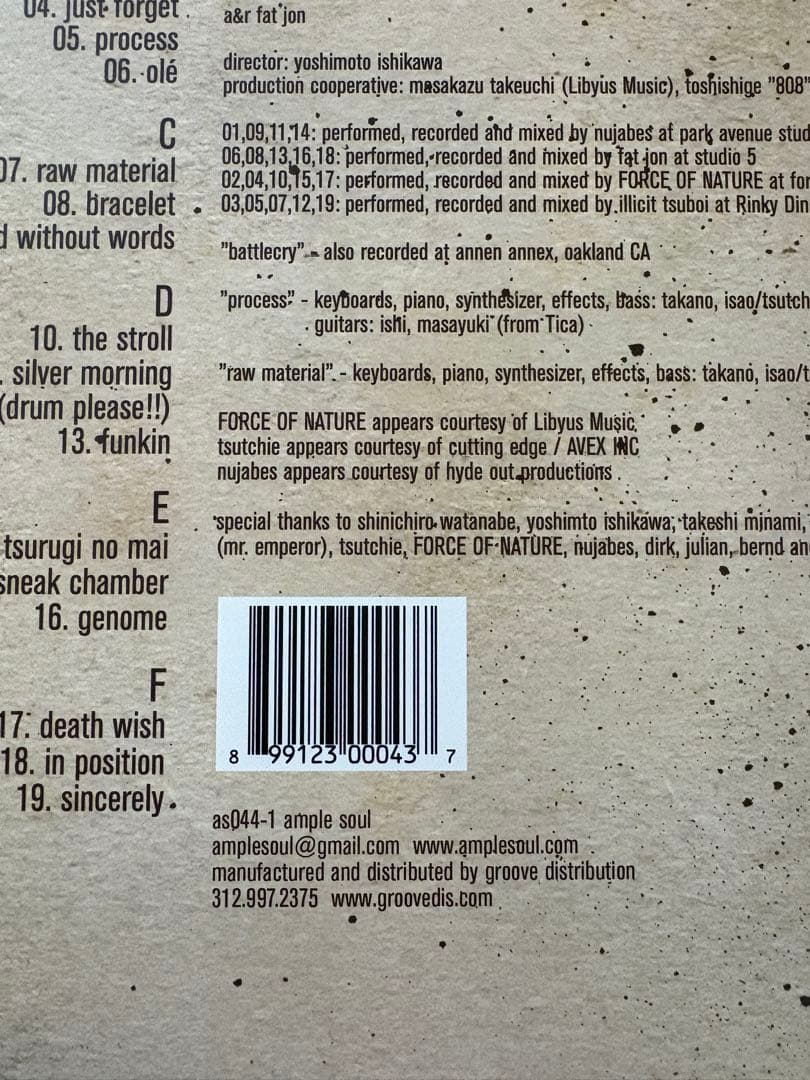 04. just forget
05. process
06. olé
C
07. raw material
08. bracelet
without words
D
10. the stroll
silver morning
(drum please!!)
13. funkin
E
tsurugi no mai
sneak chamber
16. genome
F
17. death wish
18. in position
19. sincerely
a&r fat jon
director: yoshimoto ishikawa
production cooperative: masakazu takeuchi (Libyus Music), toshishige "808"
01,09,11,14: performed, recorded and mixed by nujabes at park avenue
06,08,13,16,18: performed, recorded and mixed by fat jon at studio 5
02,04,10,15,17: performed, recorded and mixed by FORCE OF NATURE at
03,05,07,12,19: performed, recorded and mixed by illicit tsuboi at Rinky Din
"battlecry" - also recorded at annen annex, oakland CA
"process" - keyboards, piano, synthesizer, effects, bass: takano, isao/tsutch
guitars: ishi, masayuki (from Tica)
"raw material" - keyboards, piano, synthesizer, effects, bass: takano, isao/t
FORCE OF NATURE appears courtesy of Libyus Music
tsutchie appears courtesy of cutting edge / AVEX INC
nujabes appears courtesy of hyde out productions
special thanks to shinichiro watanabe, yoshimto ishikawa, takeshi minami,
(mr. emperor), tsutchie, FORCE OF NATURE, nujabes, dirk, julian, bernd an
8 99123 00043 7
as044-1 ample soul
amplesoul@gmail.com www.amplesoul.com
manufactured and distributed by groove distribution
312.997.2375 www.groovedis.com